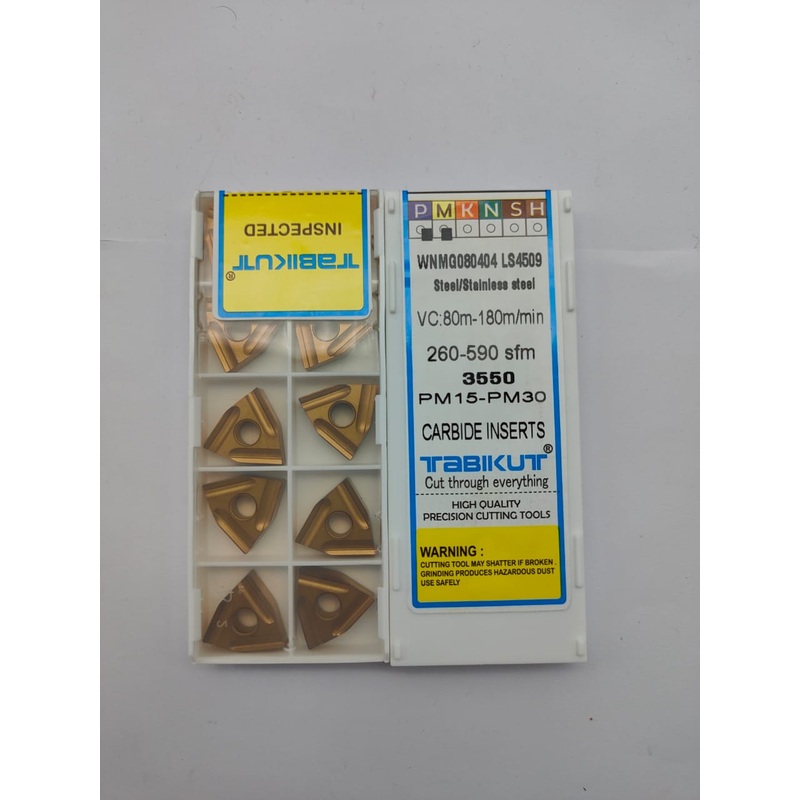 INSPECTED
TaBIKUT®
P M K N S H
WNMG080404 LS4509
Steel/Stainless steel
VC:80m-180m/min
260-590 sfm
3550
PM15-PM30
CARBIDE INSERTS
TaBIKUT®
Cut through everything
HIGH QUALITY
PRECISION CUTTING TOOLS
WARNING :
CUTTING TOOL MAY SHATTER IF BROKEN .
GRINDING PRODUCES HAZARDOUS DUST
USE SAFELY